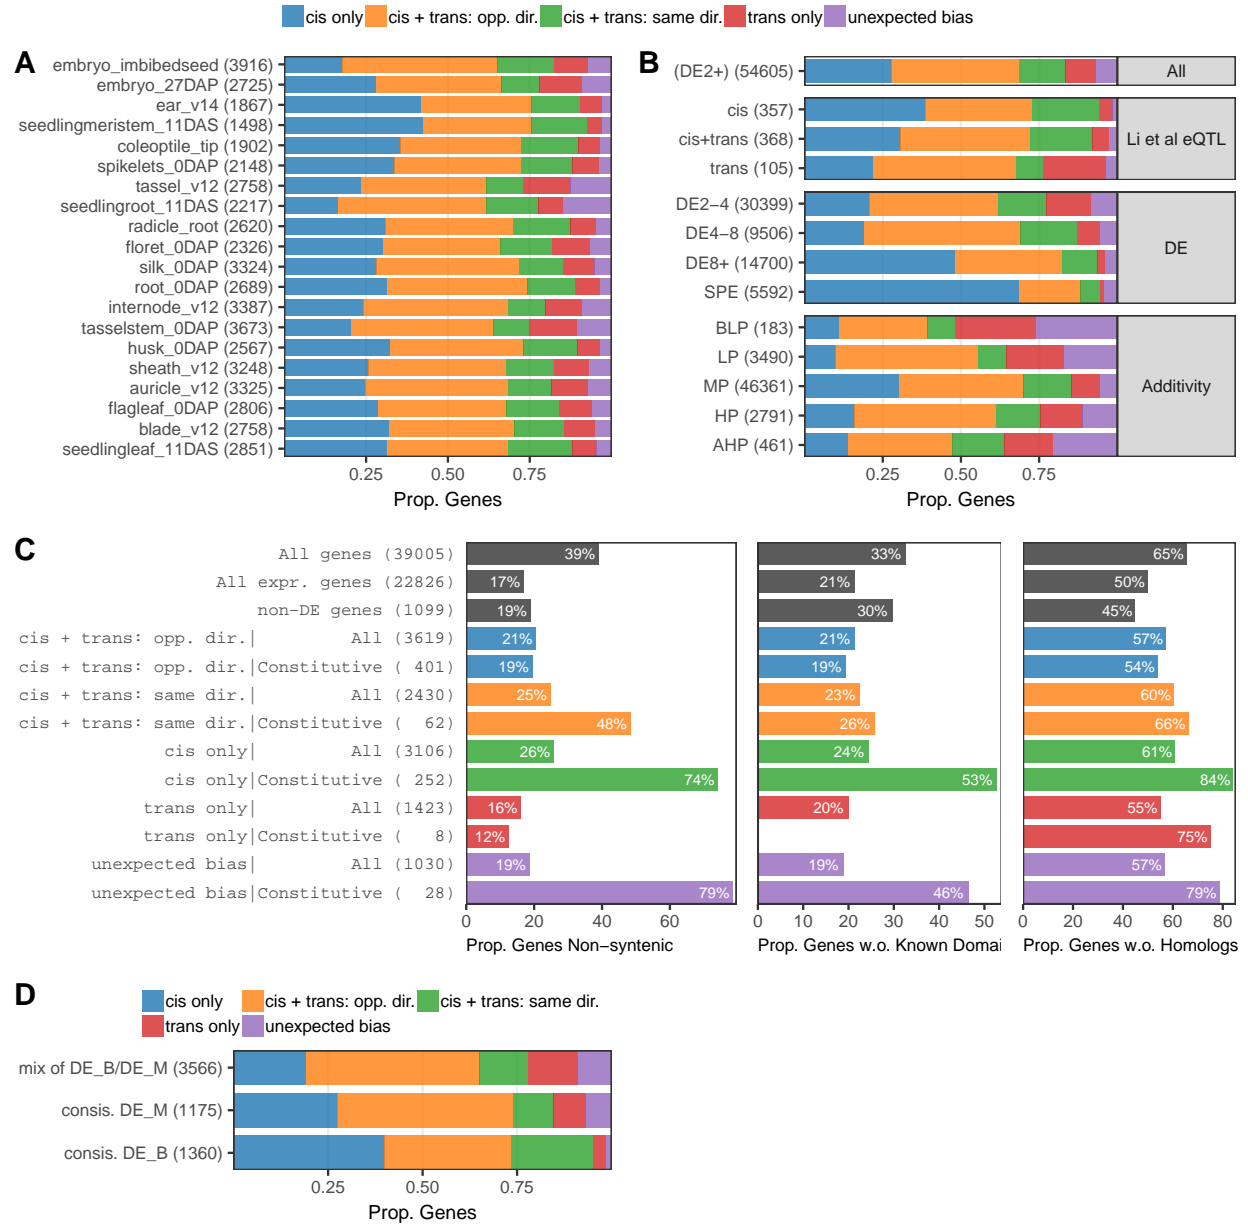 cis only cis + trans: opp. dir. cis + trans: same dir. trans only unexpected bias
A
embryo_imbibedseed (3916)
embryo_27DAP (2725)
ear_v14 (1867)
seedlingmeristem_11DAS (1498)
coleoptile_tip (1902)
spikelets_0DAP (2148)
tassel_v12 (2758)
seedlingroot_11DAS (2217)
radicle_root (2620)
floret_0DAP (2326)
silk_0DAP (3324)
root_0DAP (2689)
internode_v12 (3387)
tasselstem_0DAP (3673)
husk_0DAP (2567)
sheath_v12 (3248)
auricle_v12 (3325)
flagleaf_0DAP (2806)
blade_v12 (2758)
seedlingleaf_11DAS (2851)
0.25 0.50 0.75
Prop. Genes
B
(DE2+) (54605) All
cis (357)
cis+trans (368) Li et al eQTL
trans (105)
DE2−4 (30399)
DE4−8 (9506) DE
DE8+ (14700)
SPE (5592)
BLP (183)
LP (3490)
MP (46361) Additivity
HP (2791)
AHP (461)
0.25 0.50 0.75
Prop. Genes
C
All genes (39005) 39% 33% 65%
All expr. genes (22826) 17% 21% 50%
non−DE genes (1099) 19% 30% 45%
cis + trans: opp. dir.| All (3619) 21% 21% 57%
cis + trans: opp. dir.|Constitutive ( 401) 19% 19% 54%
cis + trans: same dir.| All (2430) 25% 23% 60%
cis + trans: same dir.|Constitutive ( 62) 48% 26% 66%
cis only| All (3106) 26% 24% 61%
cis only|Constitutive ( 252) 74% 53% 84%
trans only| All (1423) 16% 20% 55%
trans only|Constitutive ( 8) 12% 75%
unexpected bias| All (1030) 19% 19% 57%
unexpected bias|Constitutive ( 28) 79% 46% 79%
0 20 40 60 0 10 20 30 40 50 0 20 40 60 80
Prop. Genes Non−syntenic Prop. Genes w.o. Known Domai Prop. Genes w.o. Homologs
D
cis only cis + trans: opp. dir. cis + trans: same dir.
trans only unexpected bias
mix of DE_B/DE_M (3566)
consis. DE_M (1175)
consis. DE_B (1360)
0.25 0.50 0.75
Prop. Genes